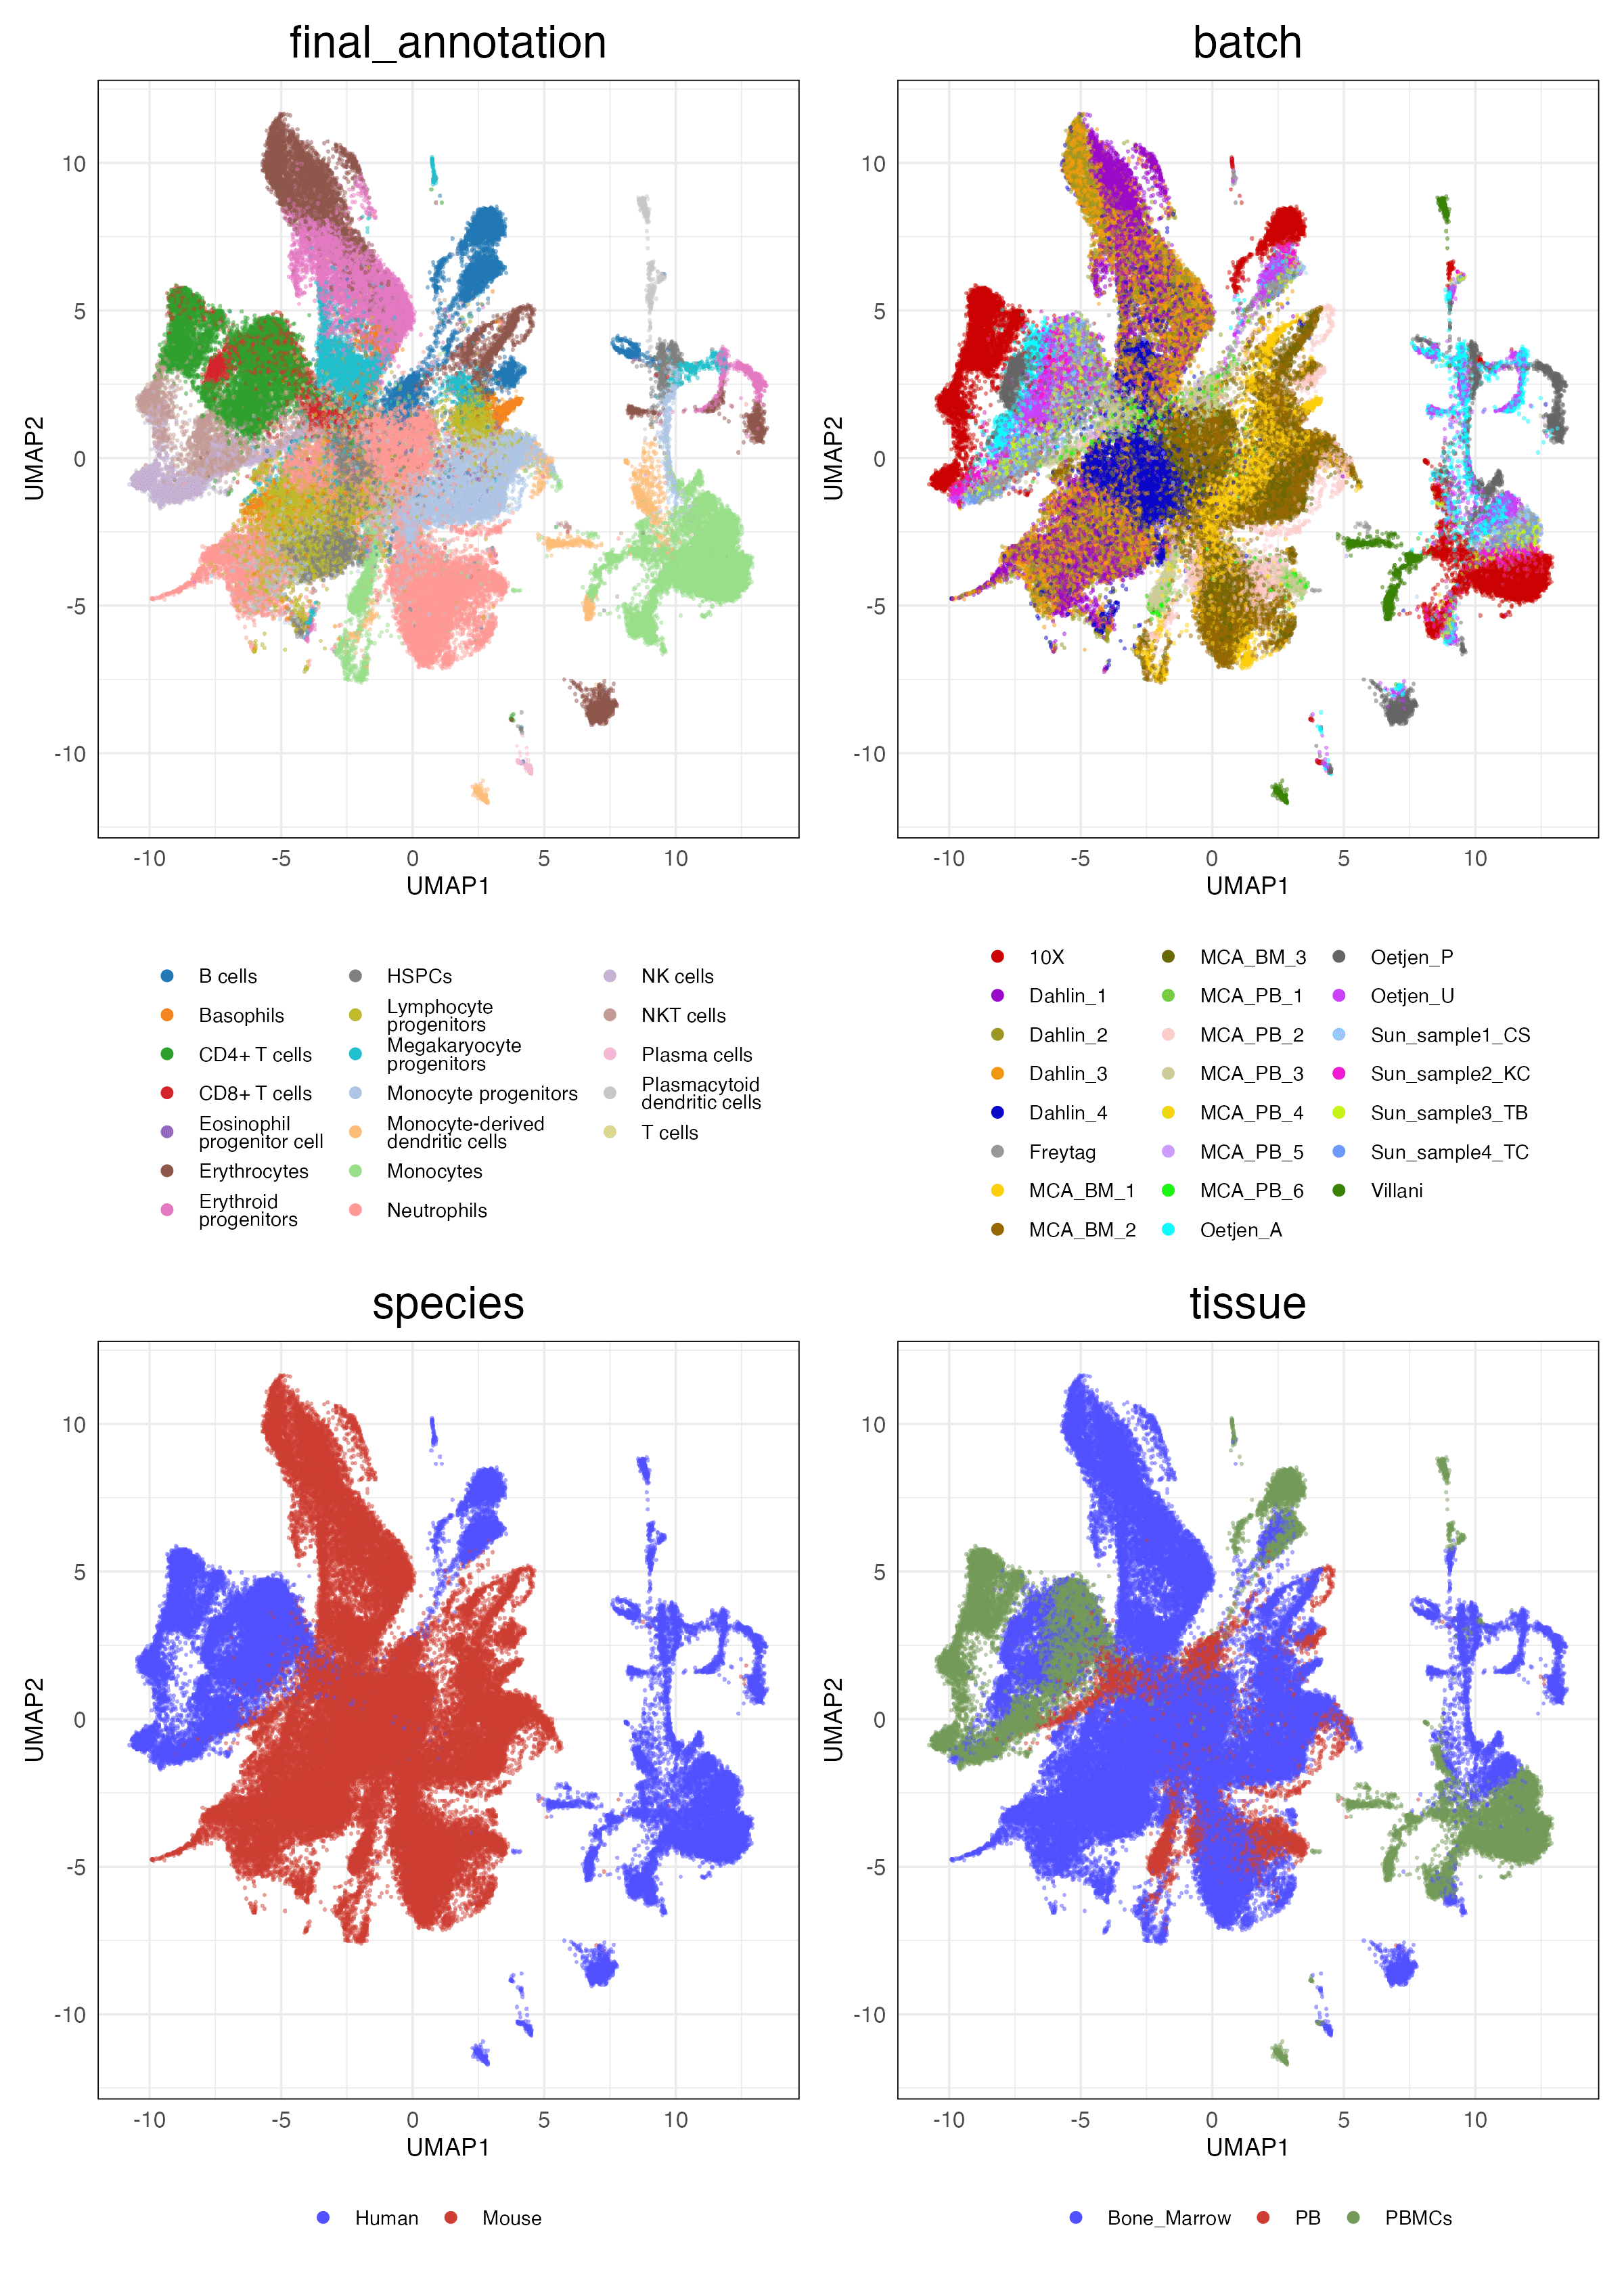 final_annotation
batch
10
5
0
-5
-10
UMAP2
-10
-5
0
5
10
UMAP1
10
5
0
-5
-10
UMAP2
-10
-5
0
5
10
UMAP1
B cells
Basophils
CD4+ T cells
CD8+ T cells
Eosinophil
progenitor cell
Erythrocytes
Erythroid
progenitors
HSPCs
Lymphocyte
progenitors
Megakaryocyte
progenitors
Monocyte progenitors
Monocyte-derived
dendritic cells
Monocytes
Neutrophils
NK cells
NKT cells
Plasma cells
Plasmacytoid
dendritic cells
T cells
10X
Dahlin_1
Dahlin_2
Dahlin_3
Dahlin_4
Freytag
MCA_BM_1
MCA_BM_2
MCA_BM_3
MCA_PB_1
MCA_PB_2
MCA_PB_3
MCA_PB_4
MCA_PB_5
MCA_PB_6
Oetjen_A
Oetjen_P
Oetjen_U
Sun_sample1_CS
Sun_sample2_KC
Sun_sample3_TB
Sun_sample4_TC
Villani
species
tissue
10
5
0
-5
-10
UMAP2
-10
-5
0
5
10
UMAP1
10
5
0
-5
-10
UMAP2
-10
-5
0
5
10
UMAP1
Human
Mouse
Bone_Marrow
PB
PBMCs